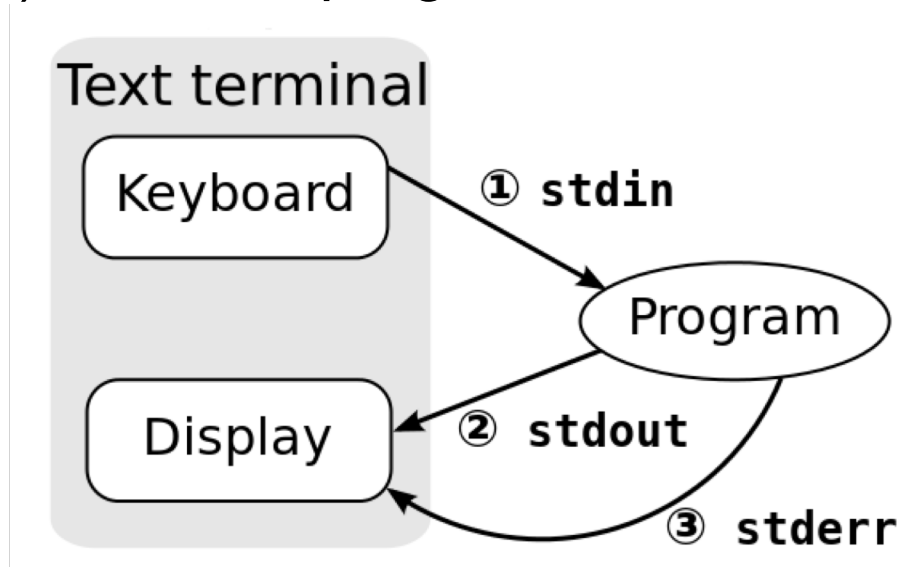 Text terminal
Keyboard
① stdin
Program
Display
② stdout
③ stderr